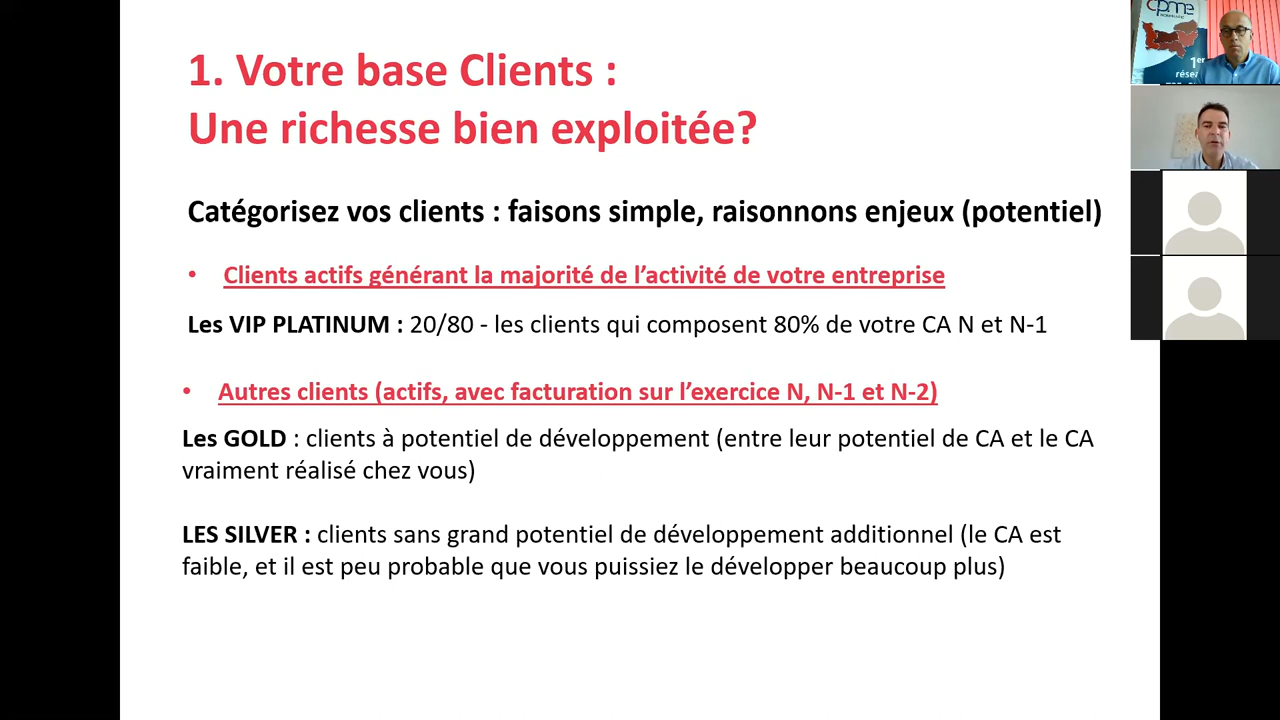 1. Votre base Clients :
Une richesse bien exploitée?
Catégorisez vos clients : faisons simple, raisonnons enjeux (potentiel)
• Clients actifs générant la majorité de l’activité de votre entreprise
Les VIP PLATINUM : 20/80 - les clients qui composent 80% de votre CA N et N-1
• Autres clients (actifs, avec facturation sur l’exercice N, N-1 et N-2)
Les GOLD : clients à potentiel de développement (entre leur potentiel de CA et le CA
vraiment réalisé chez vous)
LES SILVER : clients sans grand potentiel de développement additionnel (le CA est
faible, et il est peu probable que vous puissiez le développer beaucoup plus)
cpme
1er